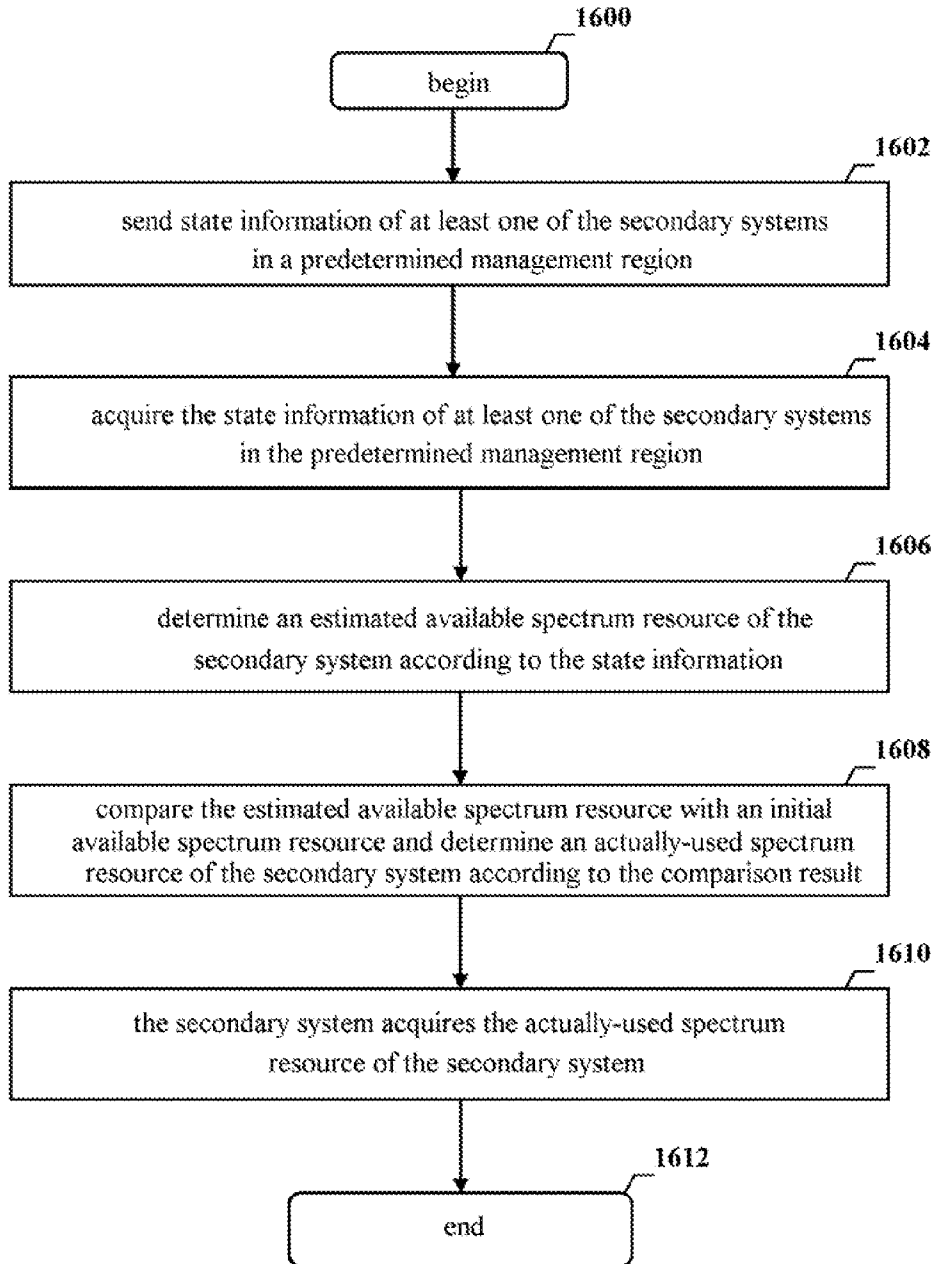 1600
begin
1602
send state information of at least one of the secondary systems
in a predetermined management region
1604
acquire the state information of at least one of the secondary systems
in the predetermined management region
1606
determine an estimated available spectrum resource of the
secondary system according to the state information
1608
compare the estimated available spectrum resource with an initial
available spectrum resource and determine an actually-used spectrum
resource of the secondary system according to the comparison result
1610
the secondary system acquires the actually-used spectrum
resource of the secondary system
1612
end